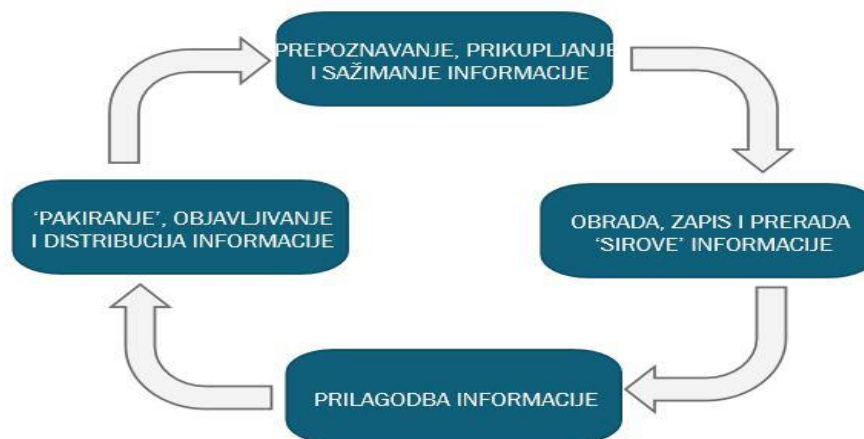 PREPOZNAVANJE, PRIKUPLJANJE
I SAŽIMANJE INFORMACIJE
OBRADA, ZAPIS I PRERADA
‘SIROVE’ INFORMACIJE
PRILAGODBA INFORMACIJE
‘PAKIRANJE’, OBJAVLJIVANJE
I DISTRIBUCIJA INFORMACIJE